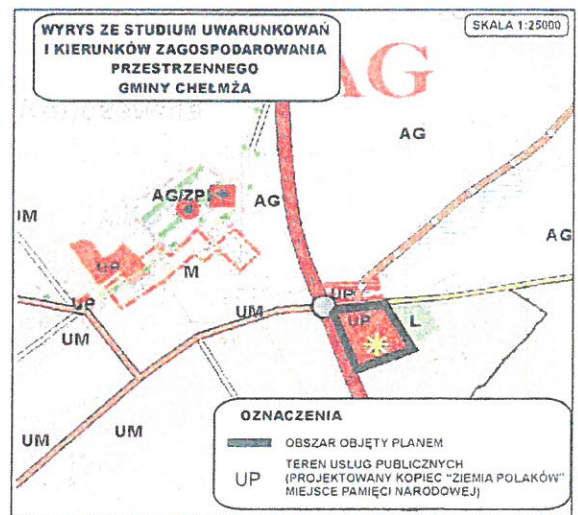 WYRYS ZE STUDIUM UWARUNKOWAŃ
I KIERUNKÓW ZAGOSPODAROWANIA
PRZESTRZENNEGO
GMINY CHEŁMŻA
SKALA 1:25000
AG
AG
AG/ZP
AG
AG
UP
M
UP
UP
UM
UP
L
UM
UM
UM
OZNACZENIA
OBSZAR OBJĘTY PLANEM
UP
TEREN USŁUG PUBLICZNYCH
(PROJEKTOWANY KOPIEC "ZIEMIA POLAKÓW"
MIEJSCE PAMIĘCI NARODOWEJ)